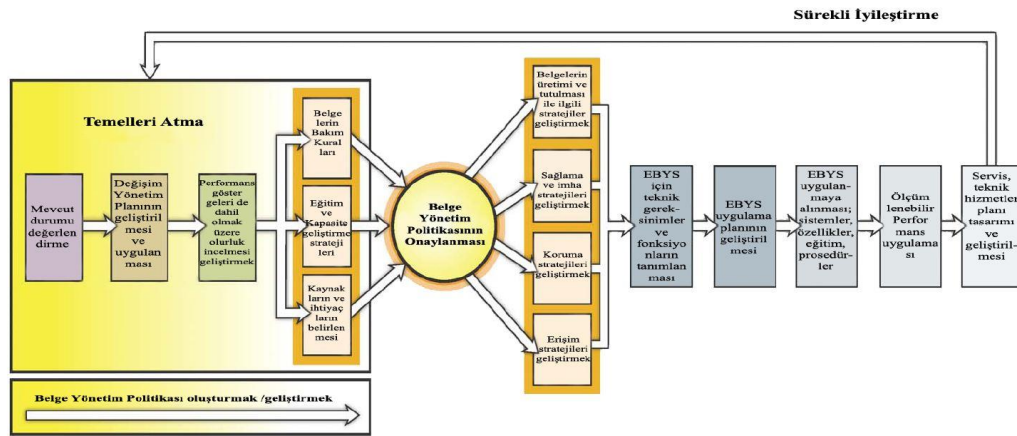 Sürekli İyileştirme
Temelleri Atma
Mevcut
durumu
değerlen
dirme
Değişim
Yönetim
Planının
geliştiril
mesi
ve
uygulan
ması
Performans
göster
geleri de
dahil
olmak
üzere
olurluk
incelmesi
geliştirmek
Belge
lerin
Bakım
Kural
ları
Eğitim ve
Kapasite
geliştirme
strateji
leri
Kaynak
ların ve
ihtiyaç
ların
belirlen
mesi
Belge
Yönetim
Politikasının
Onaylanması
Belgelerin
üretimi ve
tutulması
ile ilgili
stratejiler
geliştirmek
Sağlama
ve imha
stratejileri
geliştirmek
Koruma
stratejileri
geliştirmek
Erişim
stratejileri
geliştirmek
EBYS
için
teknik
gerek-
sinimler
ve
fonksiyo
nların
tanımlan
ması
EBYS
uygulama
planının
geliştiril
mesi
EBYS
uygulan-
maya
alınması;
sistemler,
özellikler,
eğitim,
prosedür-
ler
Ölçüm
lenebilir
Perfor
mans
uygulama
sı
Servis,
teknik
hizmetler
planı
tasarımı
ve
geliştiril-
mesi
Belge Yönetim Politikası oluşturmak /geliştirmek